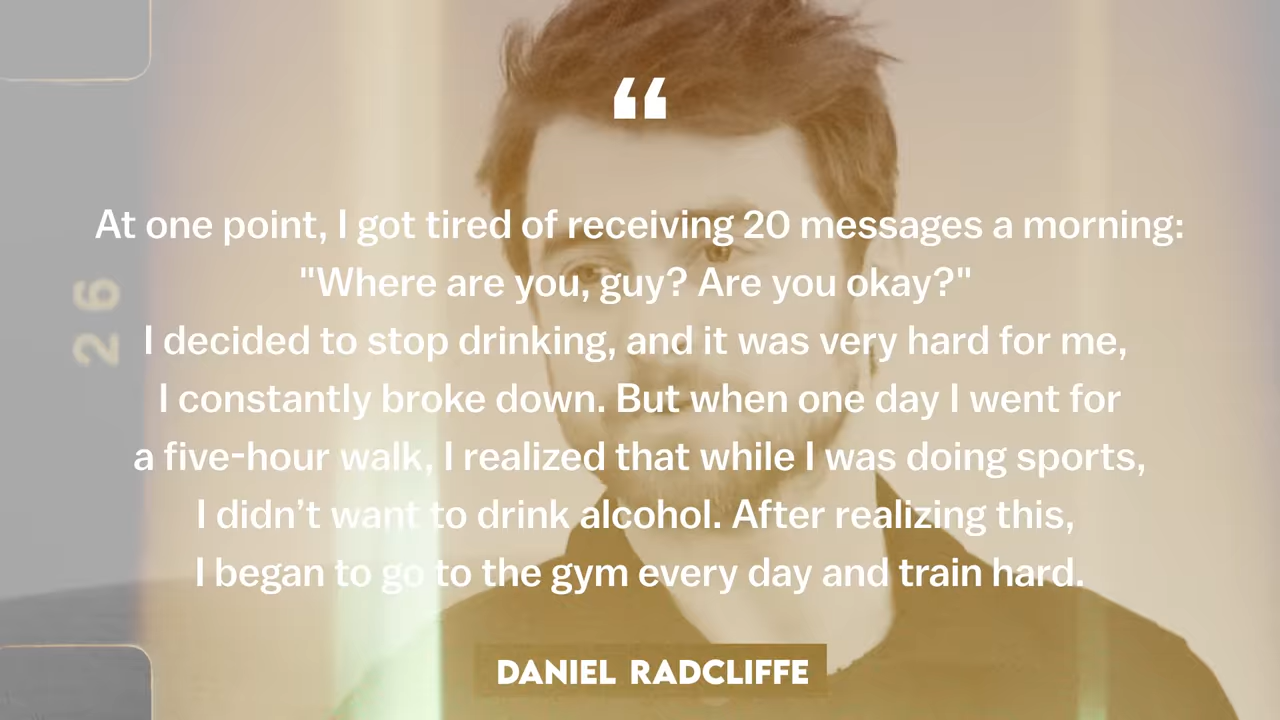 “
At one point, I got tired of receiving 20 messages a morning:
"Where are you, guy? Are you okay?"
I decided to stop drinking, and it was very hard for me,
I constantly broke down. But when one day I went for
a five-hour walk, I realized that while I was doing sports,
I didn’t want to drink alcohol. After realizing this,
I began to go to the gym every day and train hard.
DANIEL RADCLIFFE
26